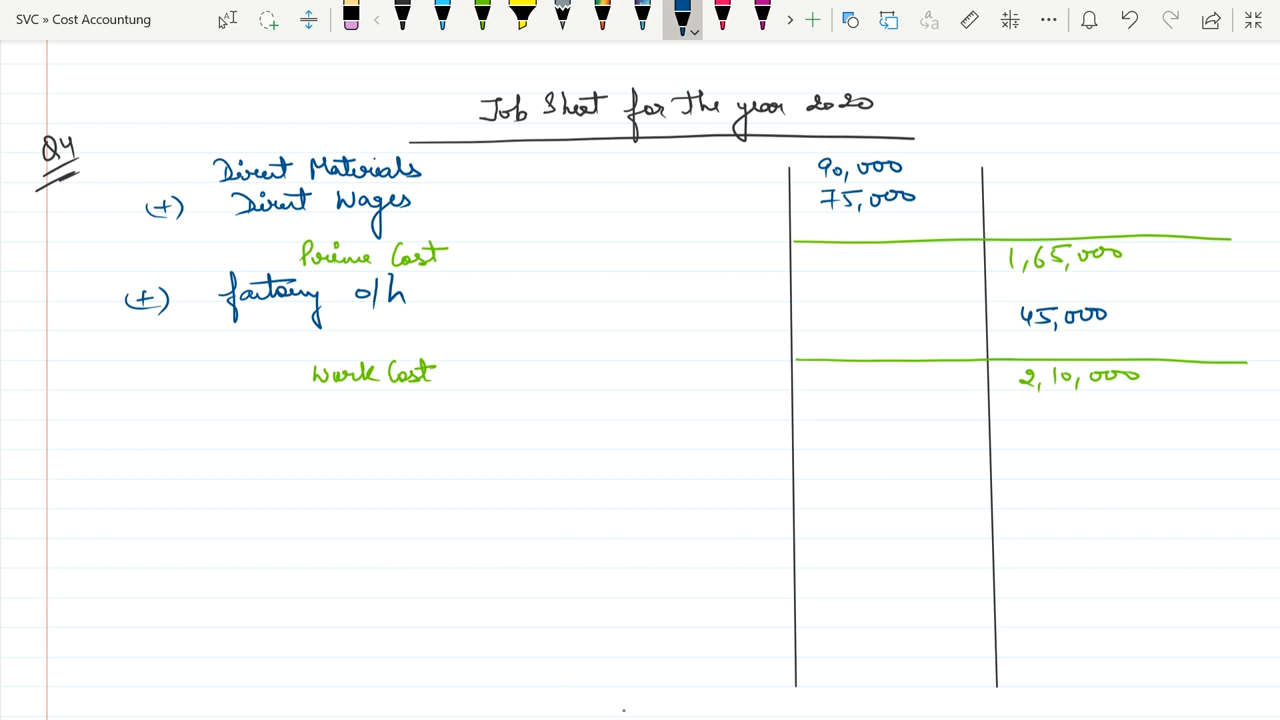 SVC » Cost Accountung
Job Sheet for the year 2020
Q4
Direct Materials 90,000
(+) Direct Wages 75,000
Prime Cost 1,65,000
(+) factory o/h 45,000
Work Cost 2,10,000